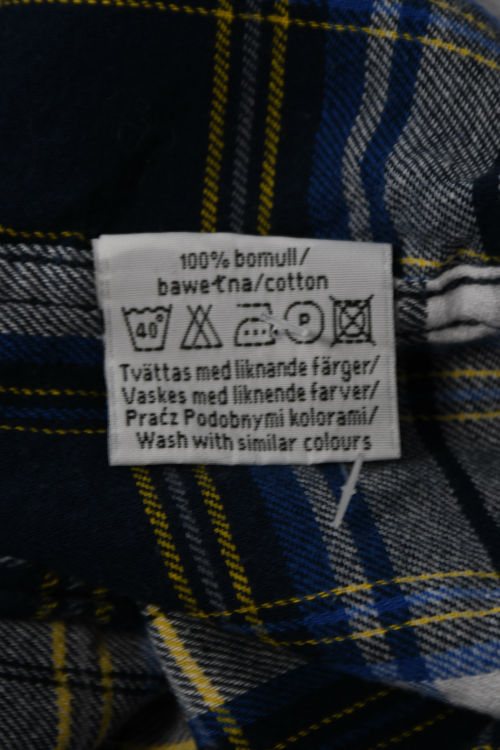 100% bomull/
bawełna/cotton
40° P
Tvättas med liknande färger/
Vaskes med liknende farver/
Praćz Podobnymi kolorami/
Wash with similar colours